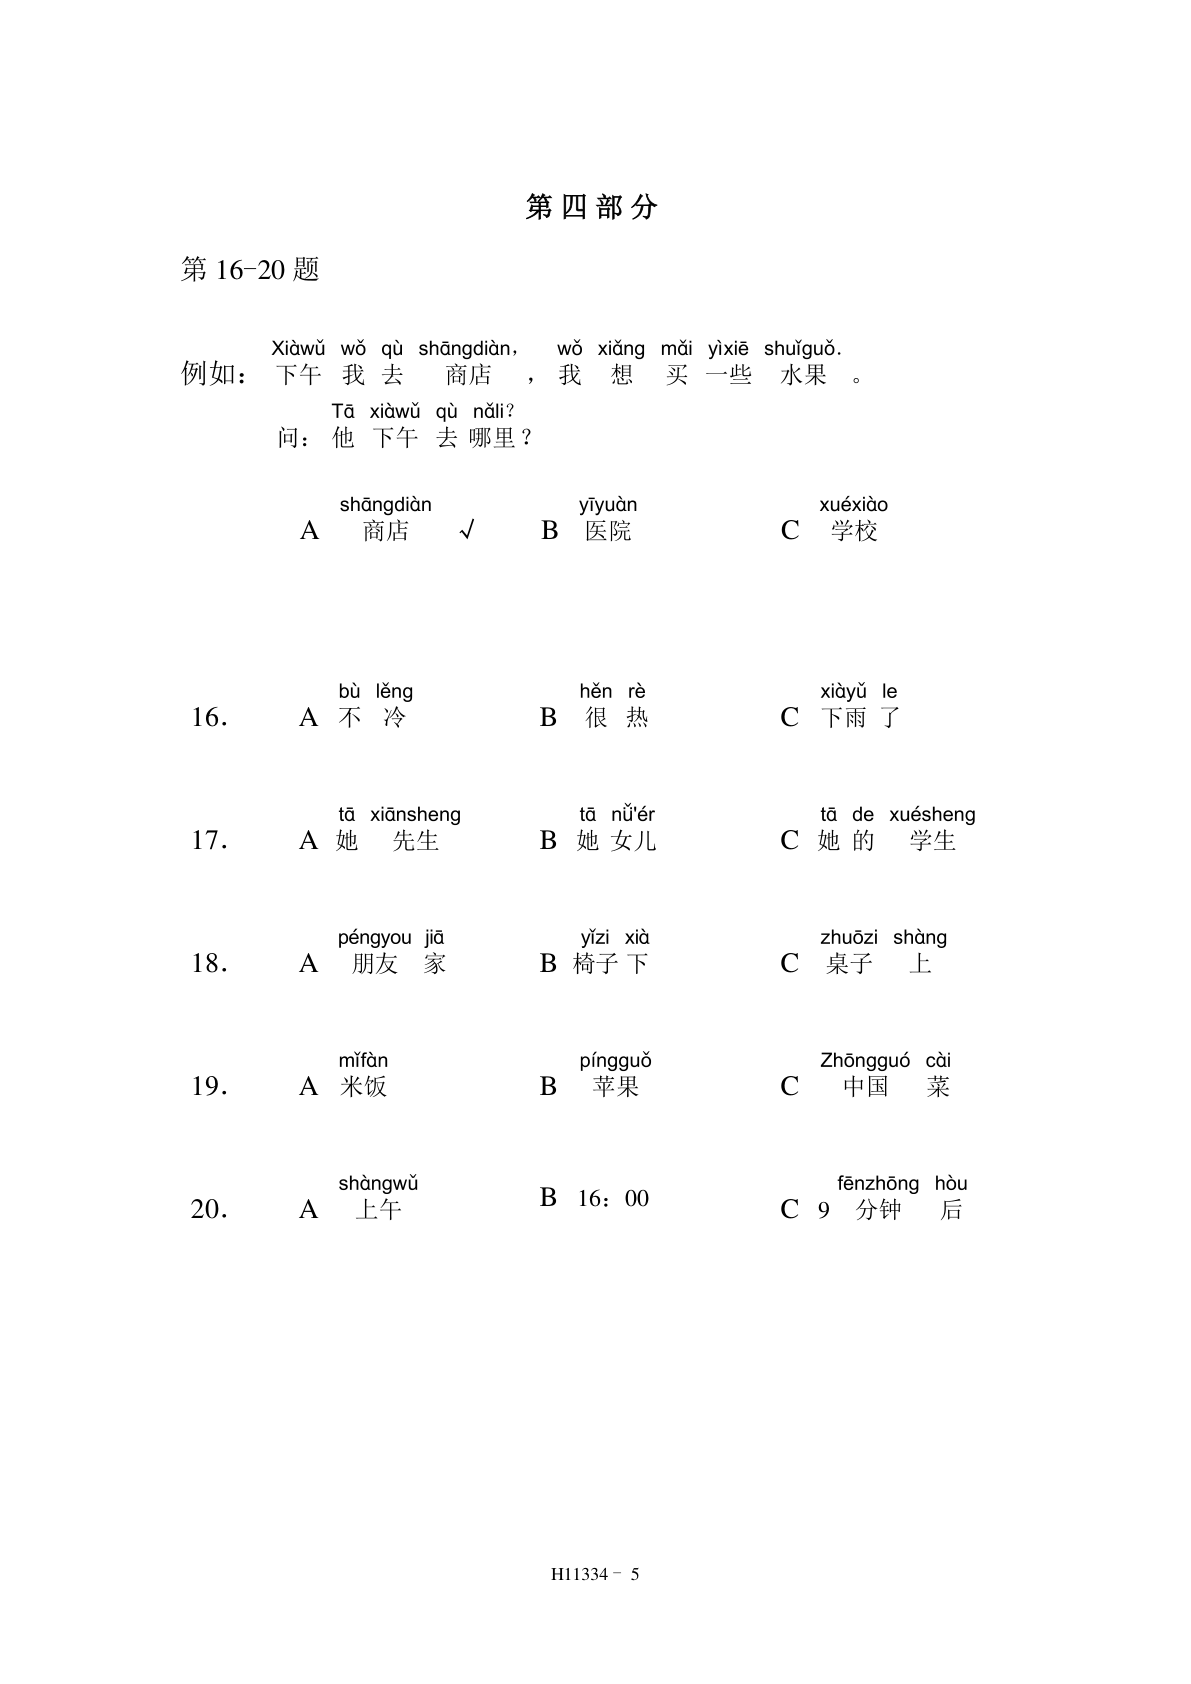 第四部分
第 16-20 题
Xiàwǔ wǒ qù shāngdiàn, wǒ xiǎng mǎi yìxiē shuǐguǒ.
例如： 下午 我 去 商店 ， 我 想 买 一些 水果 。
Tā xiàwǔ qù nǎli?
问： 他 下午 去 哪里？
shāngdiàn yīyuàn xuéxiào
A 商店 √ B 医院 C 学校
bù lěng hěn rè xiàyǔ le
16. A 不 冷 B 很 热 C 下雨 了
tā xiānsheng tā nǚ'ér tā de xuésheng
17. A 她 先生 B 她 女儿 C 她 的 学生
péngyou jiā yǐzi xià zhuōzi shàng
18. A 朋友 家 B 椅子 下 C 桌子 上
mǐfàn píngguǒ Zhōngguó cài
19. A 米饭 B 苹果 C 中国 菜
shàngwǔ fēnzhōng hòu
20. A 上午 B 16：00 C 9 分钟 后
H11334- 5